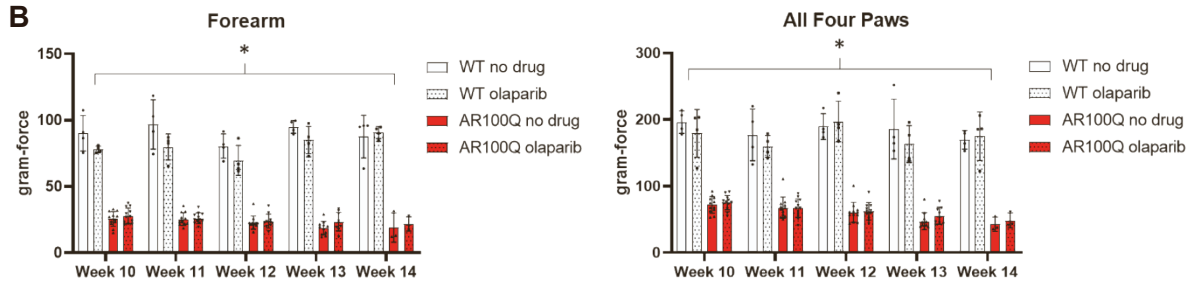 B
Forearm
*
gram-force
150
100
50
0
Week 10 Week 11 Week 12 Week 13 Week 14
WT no drug
WT olaparib
AR100Q no drug
AR100Q olaparib
All Four Paws
*
gram-force
300
200
100
0
Week 10 Week 11 Week 12 Week 13 Week 14
WT no drug
WT olaparib
AR100Q no drug
AR100Q olaparib